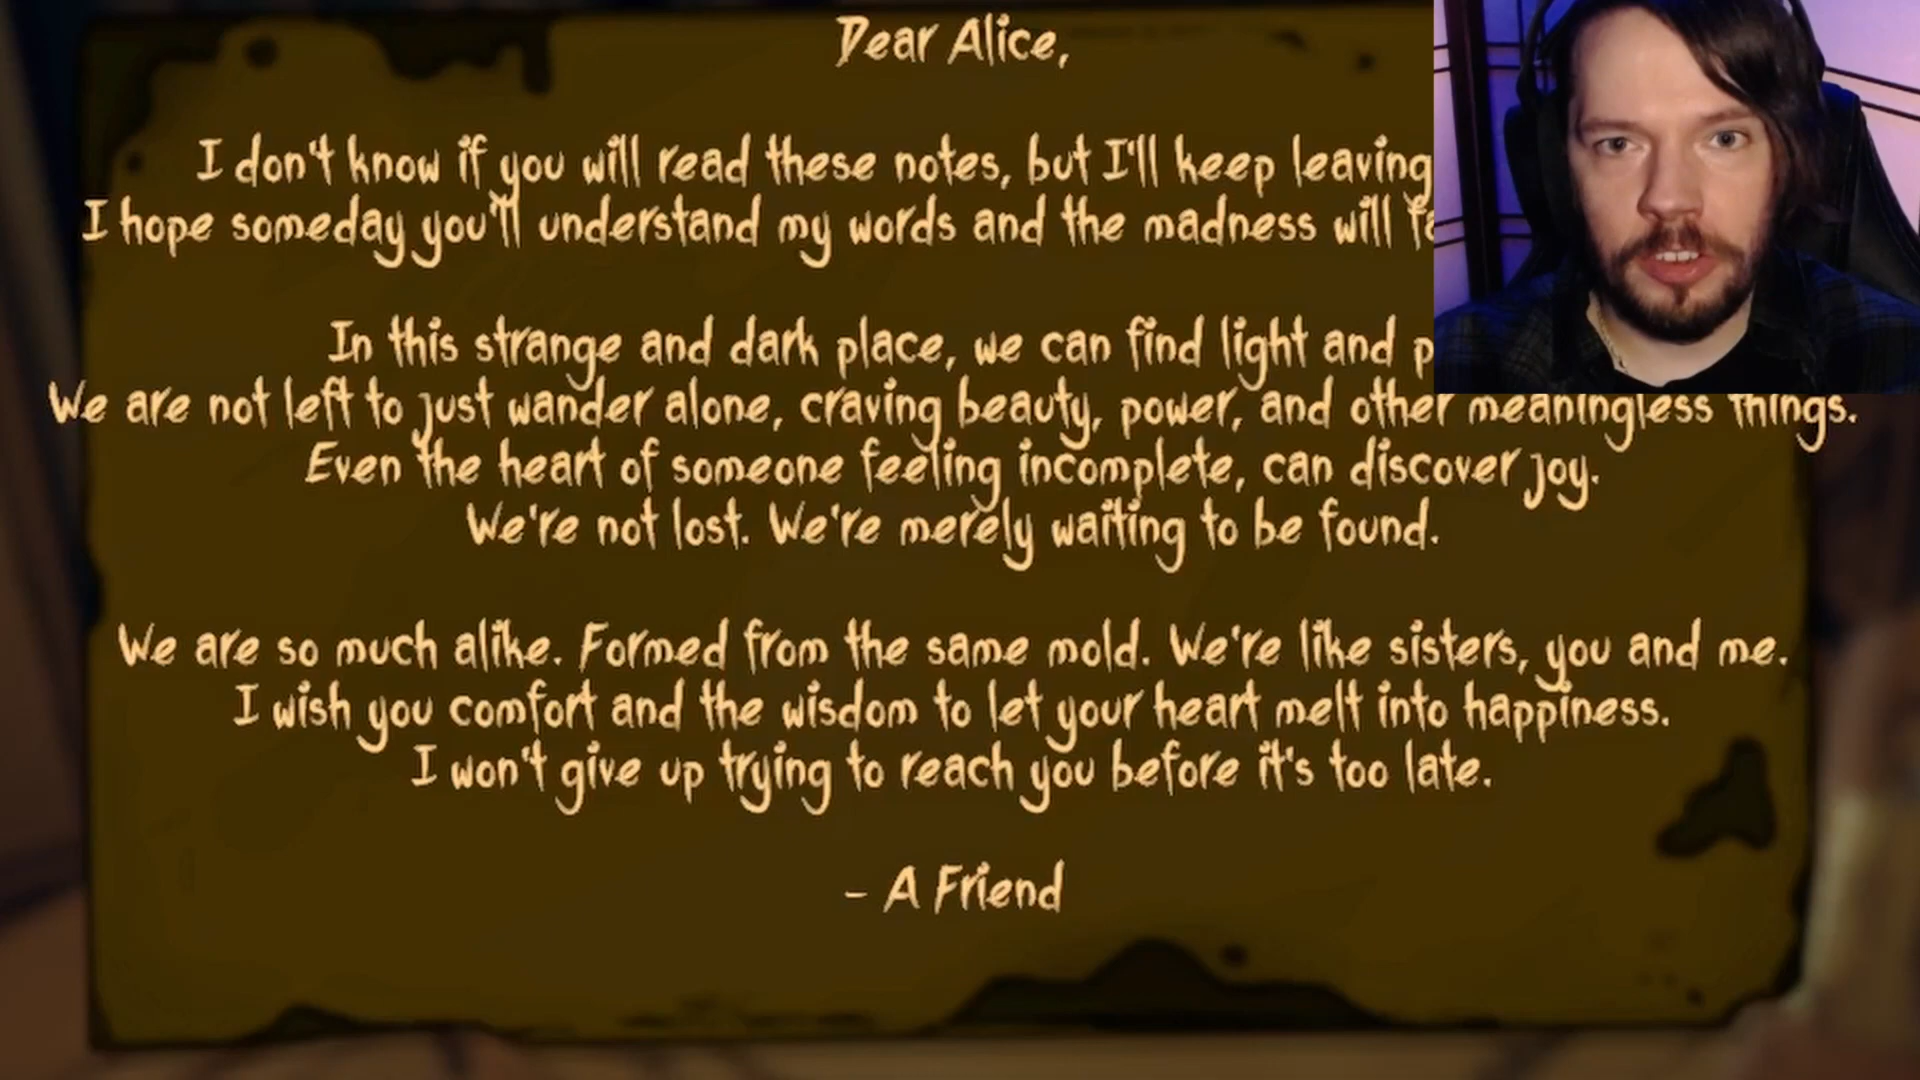 Dear Alice,
I don't know if you will read these notes, but I'll keep leaving
I hope someday you'll understand my words and the madness will
In this strange and dark place, we can find light and
We are not left to just wander alone, craving beauty, power, and other meaningless things.
Even the heart of someone feeling incomplete, can discover joy.
We're not lost. We're merely waiting to be found.
We are so much alike. Formed from the same mold. We're like sisters, you and me.
I wish you comfort and the wisdom to let your heart melt into happiness.
I won't give up trying to reach you before it's too late.
- A Friend